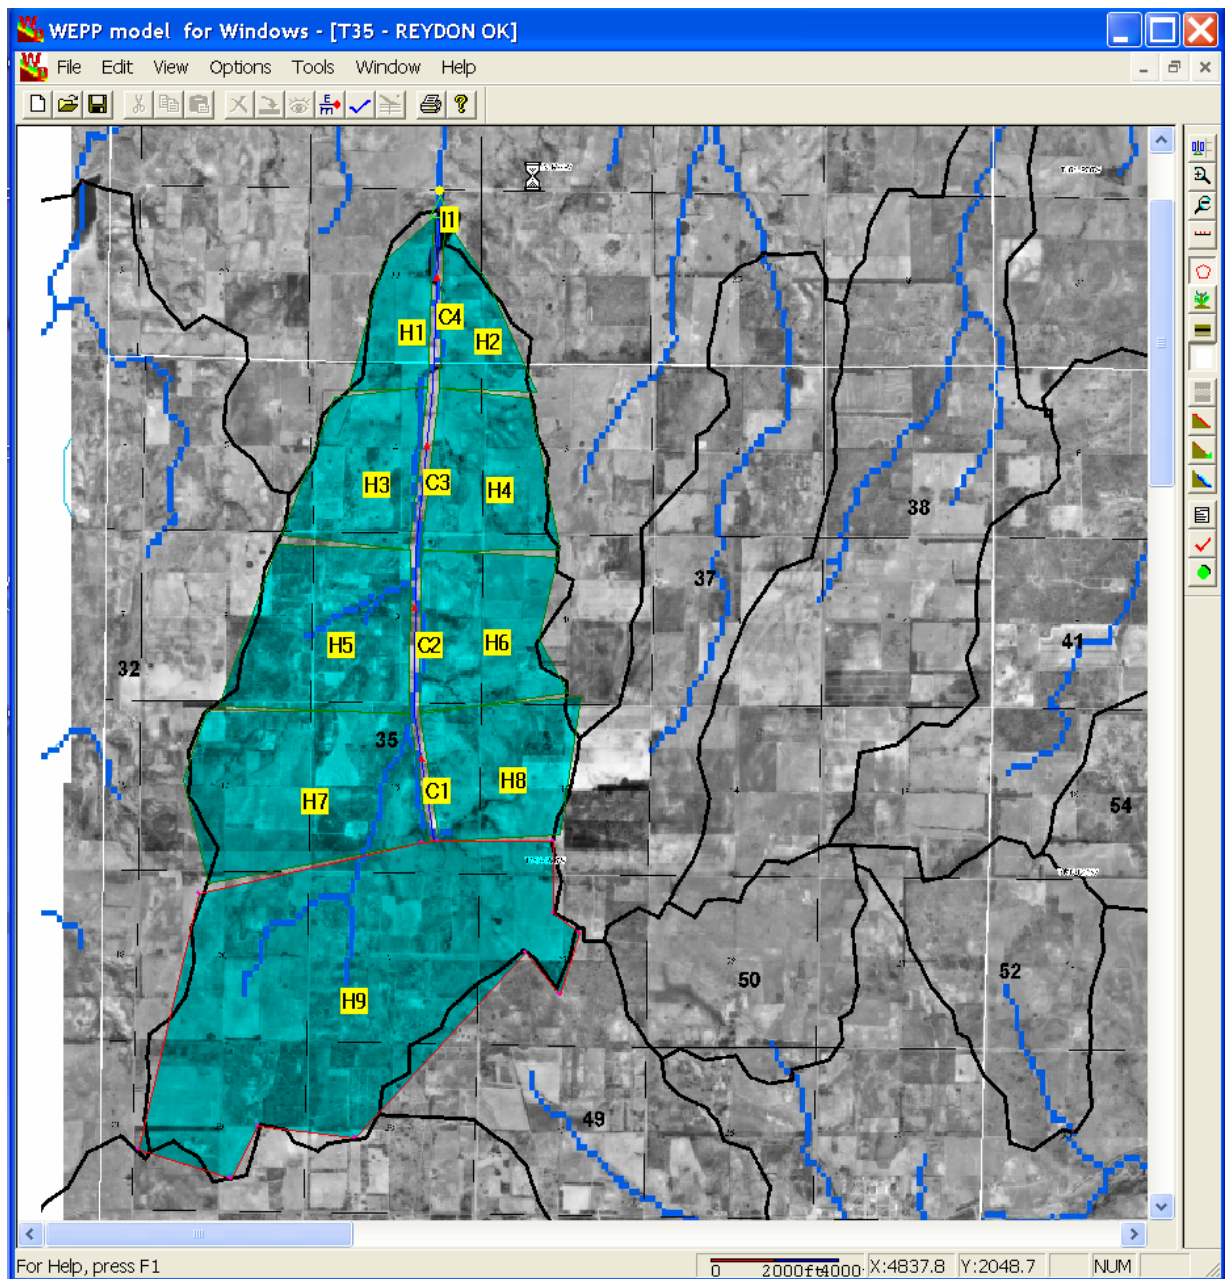 WEPP model for Windows - [T35 - REYDON OK]
File Edit View Options Tools Window Help
I1
C4
H1
H2
H3
C3
H4
38
37
H5
C2
H6
41
32
35
H7
C1
H8
54
50
52
H9
49
For Help, press F1
0 2000ft 4000
X:4837.8 Y:2048.7 NUM